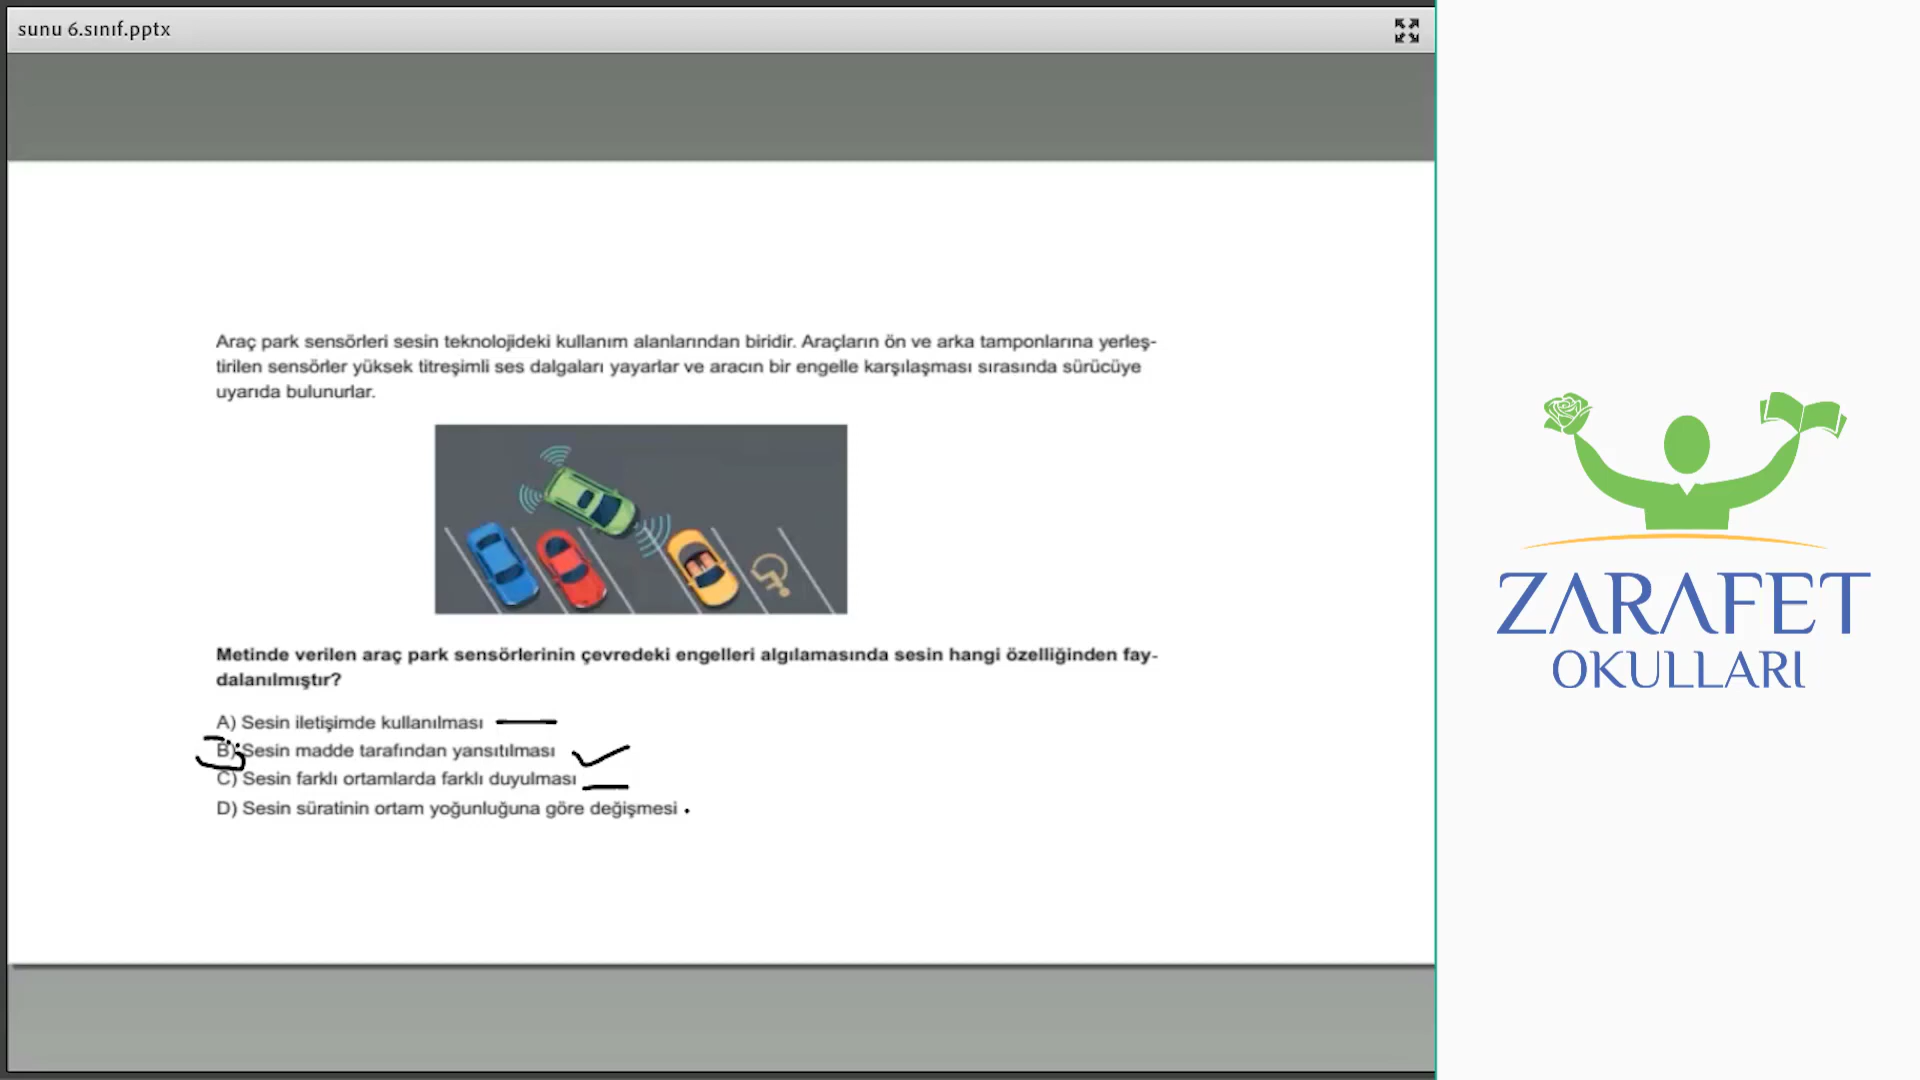 sunu 6.sınıf.pptx
Araç park sensörleri sesin teknolojideki kullanım alanlarından biridir. Araçların ön ve arka tamponlarına yerleş-
tirilen sensörler yüksek titreşimli ses dalgaları yayarlar ve aracın bir engelle karşılaşması sırasında sürücüye
uyarıda bulunurlar.
Metinde verilen araç park sensörlerinin çevredeki engelleri algılamasında sesin hangi özelliğinden fay-
dalanılmıştır?
A) Sesin iletişimde kullanılması
B) Sesin madde tarafından yansıtılması
C) Sesin farklı ortamlarda farklı duyulması
D) Sesin süratinin ortam yoğunluğuna göre değişmesi
ZARAFET
OKULLARI